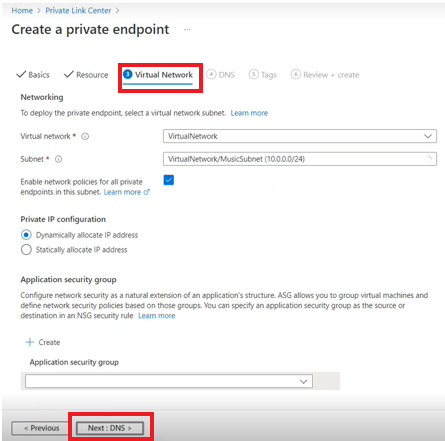 Home > Private Link Center >
Create a private endpoint ...
Basics Resource 3 Virtual Network 4 DNS 5 Tags 6 Review + create
Networking
To deploy the private endpoint, select a virtual network subnet. Learn more
Virtual network * VirtualNetwork
Subnet * VirtualNetwork/MusicSubnet (10.0.0.0/24)
Enable network policies for all private
endpoints in this subnet. Learn more
Private IP configuration
Dynamically allocate IP address
Statically allocate IP address
Application security group
Configure network security as a natural extension of an application's structure. ASG allows you to group virtual machines and
define network security policies based on those groups. You can specify an application security group as the source or
destination in an NSG security rule Learn more
+ Create
Application security group
< Previous Next : DNS >